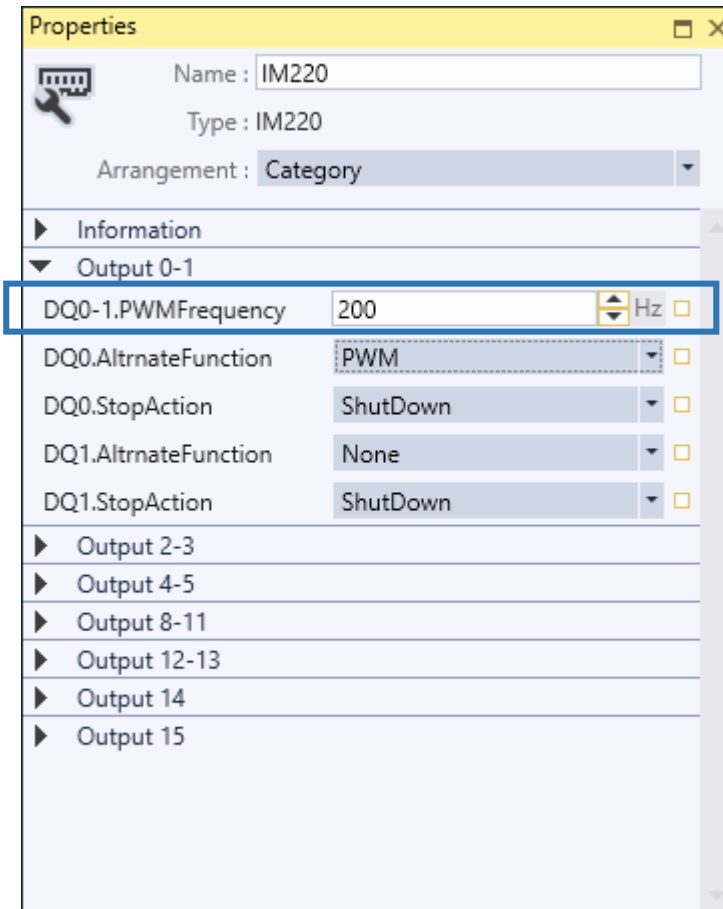 Properties
Name : IM220
Type : IM220
Arrangement : Category
Information
Output 0-1
DQ0-1.PWMFrequency 200 Hz
DQ0.AltrnateFunction PWM
DQ0.StopAction ShutDown
DQ1.AltrnateFunction None
DQ1.StopAction ShutDown
Output 2-3
Output 4-5
Output 8-11
Output 12-13
Output 14
Output 15